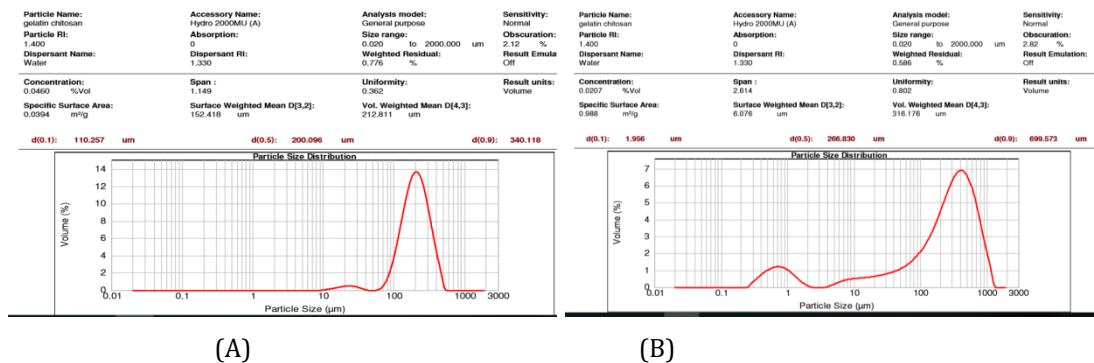 Particle Name: Accessory Name: Analysis model: Sensitivity:
gelatin chitosan Hydro 2000MU (A) General purpose Normal
Particle RI: Absorption: Size range: Obscuration:
1.400 0 0.020 to 2000.000 um 2.12 %
Dispersant Name: Dispersant RI: Weighted Residual: Result Emula
Water 1.330 0.776 % Off
Concentration: Span : Uniformity: Result units:
0.0460 %Vol 1.149 0.362 Volume
Specific Surface Area: Surface Weighted Mean D[3,2]: Vol. Weighted Mean D[4,3]:
0.0394 m²/g 152.418 um 212.811 um
d(0.1): 110.257 um d(0.5): 200.096 um d(0.9): 340.118 um
Particle Size Distribution
Volume (%)
14
12
10
8
6
4
2
0
0.01 0.1 1 10 100 1000 3000
Particle Size (µm)
(A)
Particle Name: Accessory Name: Analysis model: Sensitivity:
gelatin chitosan Hydro 2000MU (A) General purpose Normal
Particle RI: Absorption: Size range: Obscuration:
1.400 0 0.020 to 2000.000 um 2.82 %
Dispersant Name: Dispersant RI: Weighted Residual: Result Emulation:
Water 1.330 0.586 % Off
Concentration: Span : Uniformity: Result units:
0.0207 %Vol 2.614 0.802 Volume
Specific Surface Area: Surface Weighted Mean D[3,2]: Vol. Weighted Mean D[4,3]:
0.988 m²/g 6.076 um 316.176 um
d(0.1): 1.956 um d(0.5): 266.830 um d(0.9): 699.573 um
Particle Size Distribution
Volume (%)
7
6
5
4
3
2
1
0
0.01 0.1 1 10 100 1000 3000
Particle Size (µm)
(B)